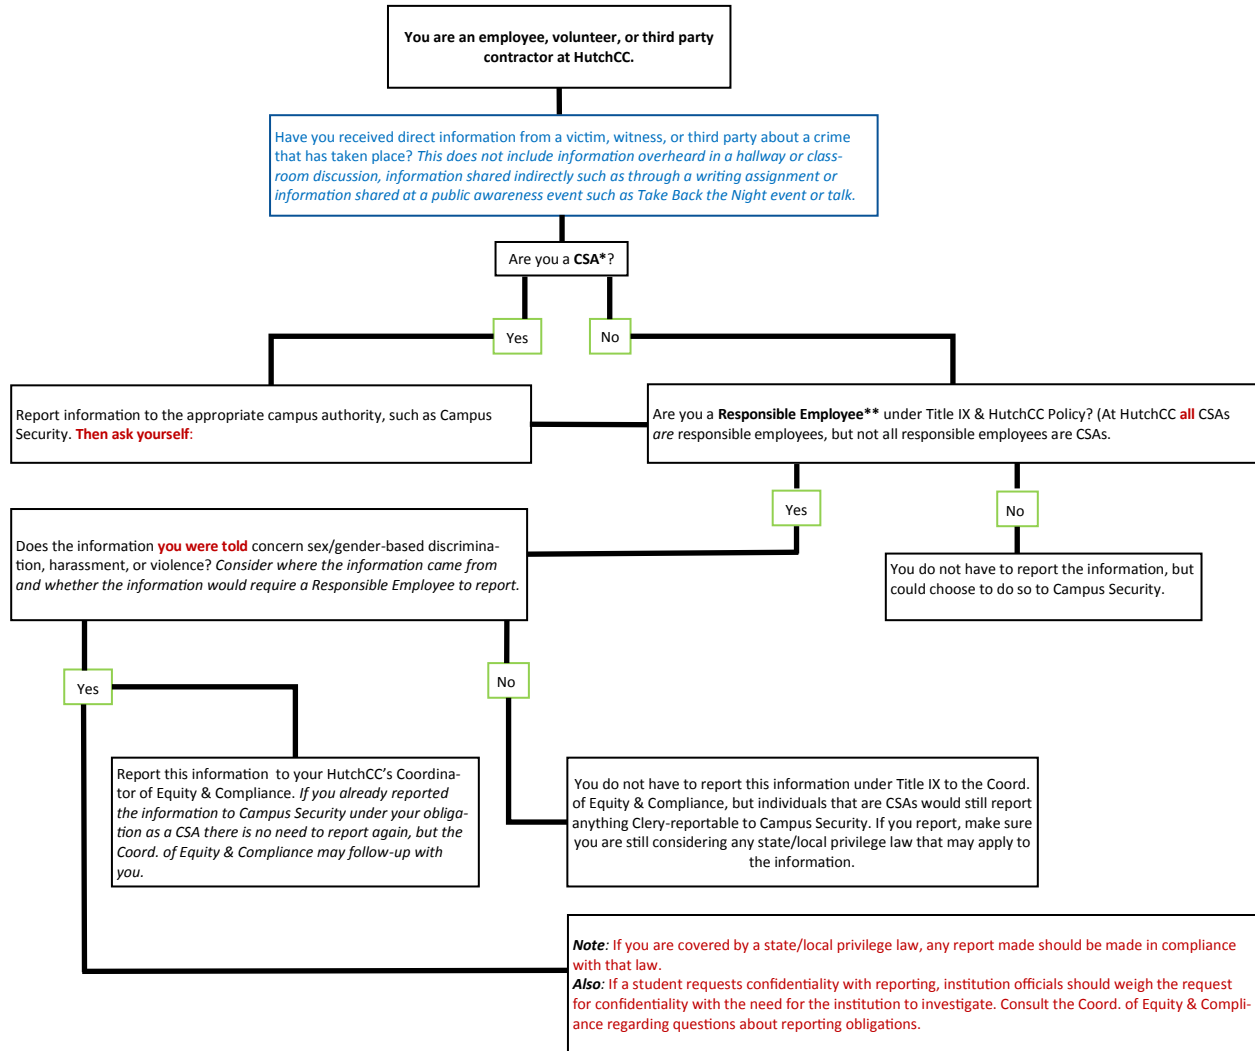 You are an employee, volunteer, or third party
contractor at HutchCC.
Have you received direct information from a victim, witness, or third party about a crime
that has taken place? This does not include information overheard in a hallway or class-
room discussion, information shared indirectly such as through a writing assignment or
information shared at a public awareness event such as Take Back the Night event or talk.
Are you a CSA*?
Yes
No
Report information to the appropriate campus authority, such as Campus
Security. Then ask yourself:
Are you a Responsible Employee** under Title IX & HutchCC Policy? (At HutchCC all CSAs
are responsible employees, but not all responsible employees are CSAs.
Yes
No
Does the information you were told concern sex/gender-based discrimina-
tion, harassment, or violence? Consider where the information came from
and whether the information would require a Responsible Employee to report.
You do not have to report the information, but
could choose to do so to Campus Security.
Yes
No
Report this information  to your HutchCC's Coordina-
tor of Equity & Compliance. If you already reported
the information to Campus Security under your obliga-
tion as a CSA there is no need to report again, but the
Coord. of Equity & Compliance may follow-up with
you.
You do not have to report this information under Title IX to the Coord.
of Equity & Compliance, but individuals that are CSAs would still report
anything Clery-reportable to Campus Security. If you report, make sure
you are still considering any state/local privilege law that may apply to
the information.
Note: If you are covered by a state/local privilege law, any report made should be made in compliance
with that law.
Also: If a student requests confidentiality with reporting, institution officials should weigh the request
for confidentiality with the need for the institution to investigate. Consult the Coord. of Equity & Compli-
ance regarding questions about reporting obligations.